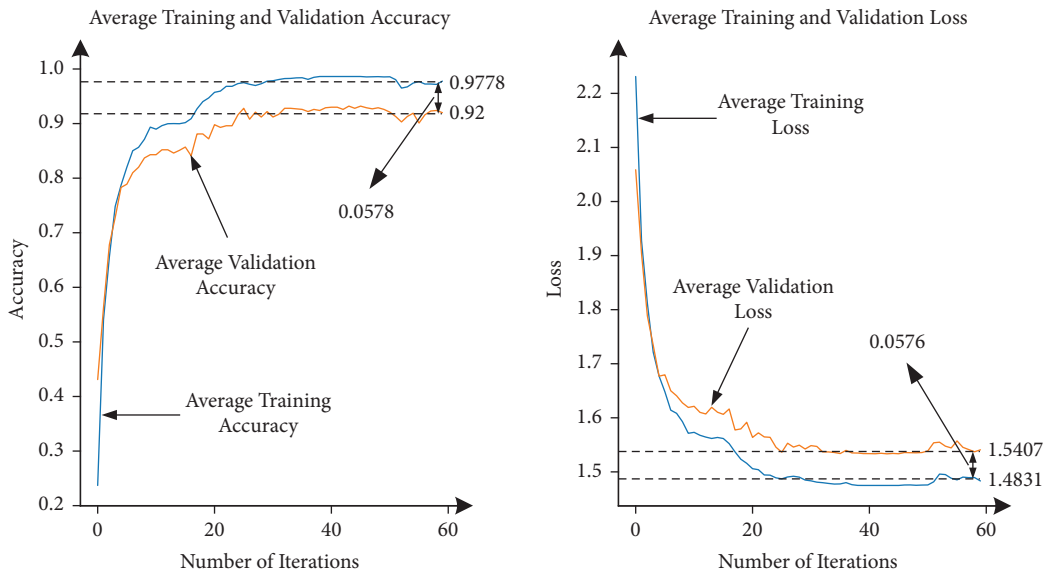 Average Training and Validation Accuracy
1.0
0.9
0.8
0.7
0.6
0.5
0.4
0.3
0.2
Accuracy
0.9778
0.92
0.0578
Average Validation
Accuracy
Average Training
Accuracy
0
20
40
60
Number of Iterations
Average Training and Validation Loss
2.2
2.1
2.0
1.9
1.8
1.7
1.6
1.5
Loss
Average Training
Loss
Average Validation
Loss
0.0576
1.5407
1.4831
0
20
40
60
Number of Iterations